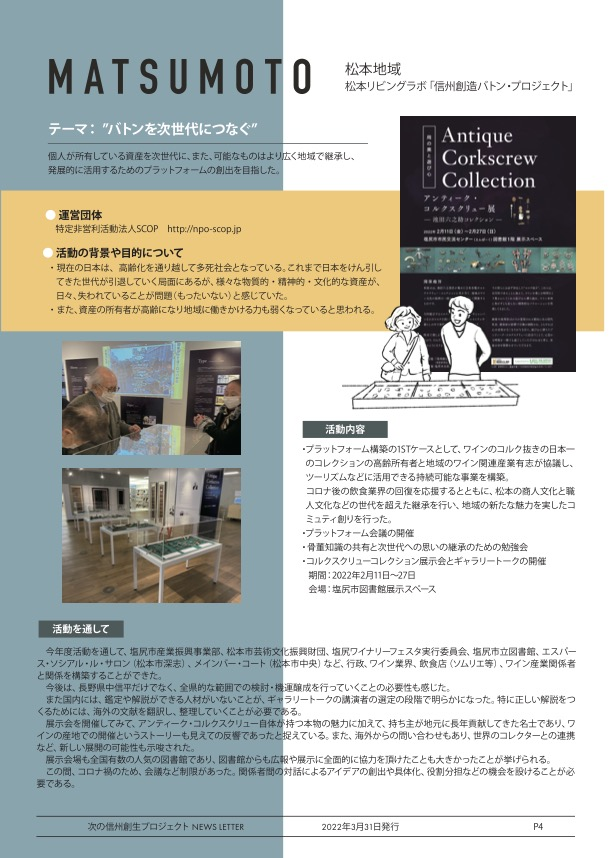 MATSUMOTO
松本地域
松本リビングラボ「信州創造バトン・プロジェクト」
テーマ：”バトンを次世代につなぐ”
個人が所有している資産を次世代に、また、可能なものはより広く地域で継承し、
発展的に活用するためのプラットフォームの創出を目指した。
Antique
Corkscrew
Collection
アンティーク・
コルクスクリュー展
2022年2月11日(金)～2月27日(日)
● 運営団体
特定非営利活動法人SCOP　http://npo-scop.jp
● 活動の背景や目的について
・現在の日本は、高齢化を通り越して多死社会となっている。これまで日本をけん引し
てきた世代が引退していく局面にあるが、様々な物質的・精神的・文化的な資産が、
日々、失われていることが問題（もったいない）と感じていた。
・また、資産の所有者が高齢になり地域に働きかける力も弱くなっていると思われる。
活動内容
・プラットフォーム構築の1STケースとして、ワインのコルク抜きの日本一
のコレクションの高齢所有者と地域のワイン関連産業有志が協議し、
ツーリズムなどに活用できる持続可能な事業を構築。
コロナ後の飲食業界の回復を応援するとともに、松本の商人文化と職
人文化などの世代を超えた継承を行い、地域の新たな魅力を実したコ
ミュティ創りを行った。
・プラットフォーム会議の開催
・骨董知識の共有と次世代への思いの継承のための勉強会
・コルクスクリューコレクション展示会とギャラリートークの開催
期間：2022年2月11日～27日
会場：塩尻市図書館展示スペース
活動を通して
今年度活動を通して、塩尻市産業振興事業部、松本市芸術文化振興財団、塩尻ワイナリーフェスタ実行委員会、塩尻市立図書館、エスパー
ス・ソシアル・ル・サロン（松本市深志）、メインバー・コート（松本市中央）など、行政、ワイン業界、飲食店（ソムリエ等）、ワイン産業関係者
と関係を構築することができた。
今後は、長野県中信平だけでなく、全県的な範囲での検討・機運醸成を行っていくことの必要性も感じた。
また国内には、鑑定や解説ができる人材がいないことが、ギャラリートークの講演者の選定の段階で明らかになった。特に正しい解説をつ
くるためには、海外の文献を翻訳し、整理していくことが必要である。
展示会を開催してみて、アンティーク・コルクスクリュー自体が持つ本物の魅力に加えて、持ち主が地元に長年貢献してきた名士であり、ワ
インの産地での開催というストーリーも見えての反響であったと捉えている。また、海外からの問い合わせもあり、世界のコレクターとの連携
など、新しい展開の可能性も示唆された。
展示会場も全国有数の人気の図書館であり、図書館からも広報や展示に全面的に協力を頂けたことも大きかったことが挙げられる。
この間、コロナ禍のため、会議など制限があった。関係者間の対話によるアイデアの創出や具体化、役割分担などの機会を設けることが必
要である。
次の信州創生プロジェクト NEWS LETTER
2022年3月31日発行
P4